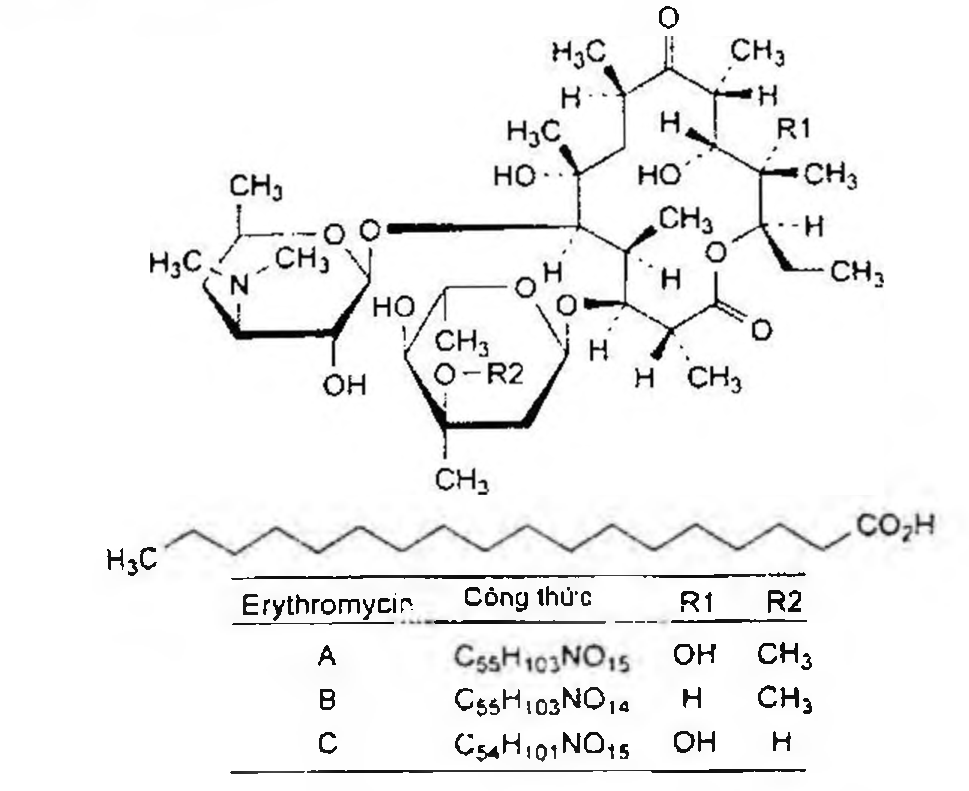 O
H₃C CH₃
H H
H₃C H R1
HO HO CH₃
CH₃ O O CH₃ H
H₃C CH₃ O
N H H CH₃
HO O O
CH₃ H O
O–R2 H CH₃
OH
CH₃
H₃C CO₂H
Erythromycin Công thức R1 R2
A C₅₅H₁₀₃NO₁₅ OH CH₃
B C₅₅H₁₀₃NO₁₄ H CH₃
C C₅₄H₁₀₁NO₁₅ OH H